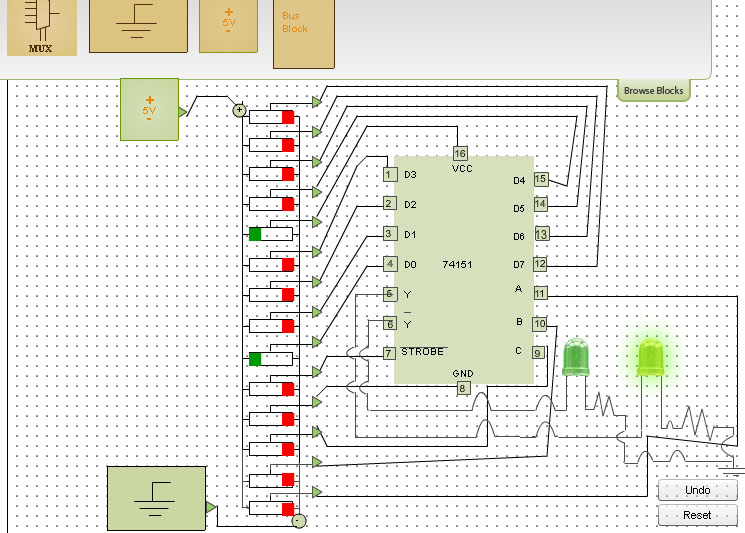 MUX
+
5V
-
Bus
Block
Browse Blocks
+
5V
-
+
16
VCC
1
D3
D4
15
2
D2
D5
14
3
D1
D6
13
4
D0
74151
D7
12
5
Y
A
11
6
Y
B
10
7
STROBE
C
9
GND
8
-
Undo
Reset